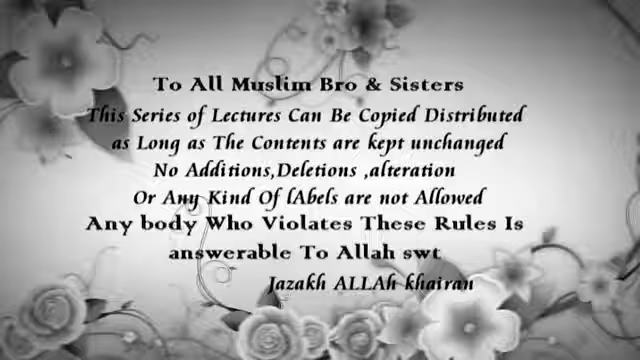 To All Muslim Bro & Sisters
This Series of Lectures Can Be Copied Distributed
as Long as The Contents are kept unchanged
No Additions,Deletions ,alteration
Or Any Kind Of lAbels are not Allowed
Any body Who Violates These Rules Is
answerable To Allah swt
Jazakh ALLAh khairan